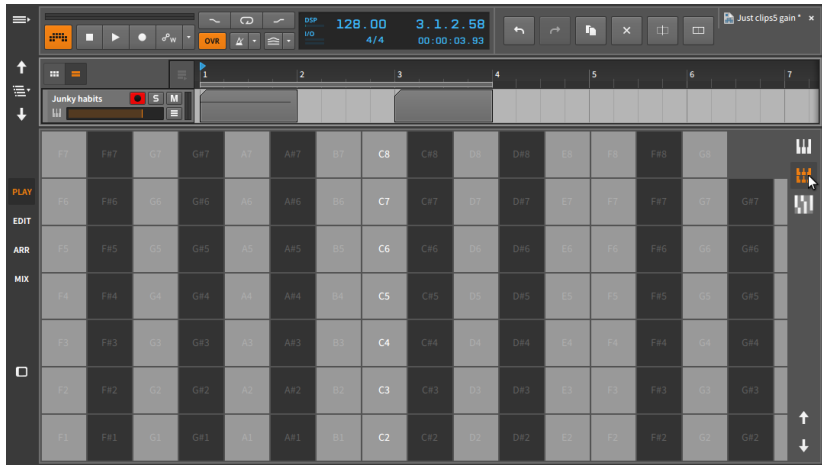 DSP 128.00 3.1.2.58 Just clips5 gain *
OVR I/O 4/4 00:00:03.93
1 2 3 4 5 6 7
Junky habits S M
F7 F#7 G7 G#7 A7 A#7 B7 C8 C#8 D8 D#8 E8 F8 F#8 G8
PLAY F6 F#6 G6 G#6 A6 A#6 B6 C7 C#7 D7 D#7 E7 F7 F#7 G7 G#7
EDIT
ARR F5 F#5 G5 G#5 A5 A#5 B5 C6 C#6 D6 D#6 E6 F6 F#6 G6 G#6
MIX
F4 F#4 G4 G#4 A4 A#4 B4 C5 C#5 D5 D#5 E5 F5 F#5 G5 G#5
F3 F#3 G3 G#3 A3 A#3 B3 C4 C#4 D4 D#4 E4 F4 F#4 G4 G#4
F2 F#2 G2 G#2 A2 A#2 B2 C3 C#3 D3 D#3 E3 F3 F#3 G3 G#3
F1 F#1 G1 G#1 A1 A#1 B1 C2 C#2 D2 D#2 E2 F2 F#2 G2 G#2